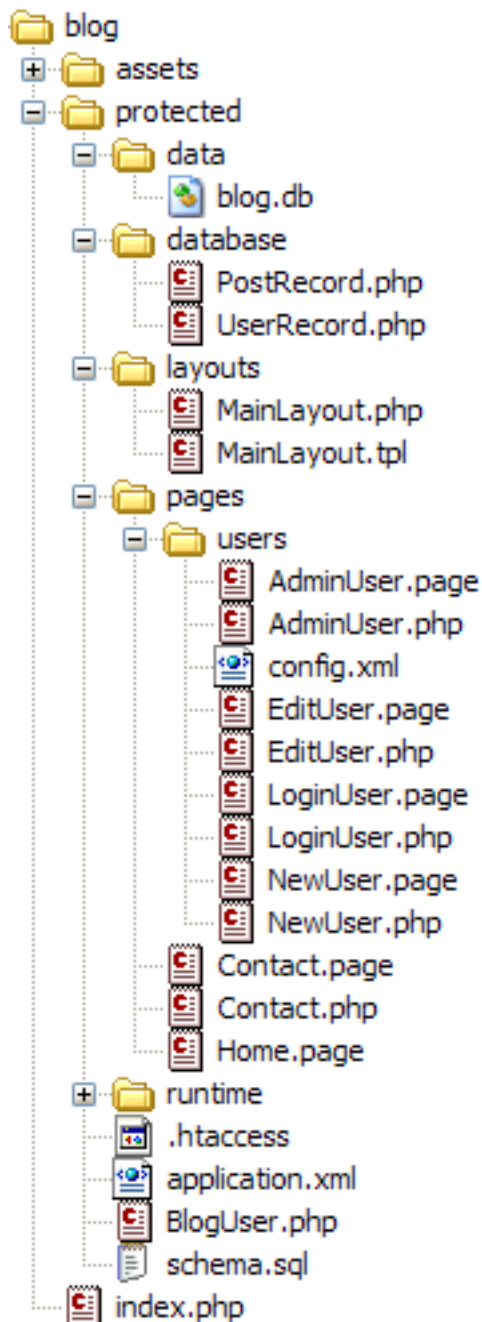 blog
assets
protected
data
blog.db
database
PostRecord.php
UserRecord.php
layouts
MainLayout.php
MainLayout.tpl
pages
users
AdminUser.page
AdminUser.php
config.xml
EditUser.page
EditUser.php
LoginUser.page
LoginUser.php
NewUser.page
NewUser.php
Contact.page
Contact.php
Home.page
runtime
.htaccess
application.xml
BlogUser.php
schema.sql
index.php